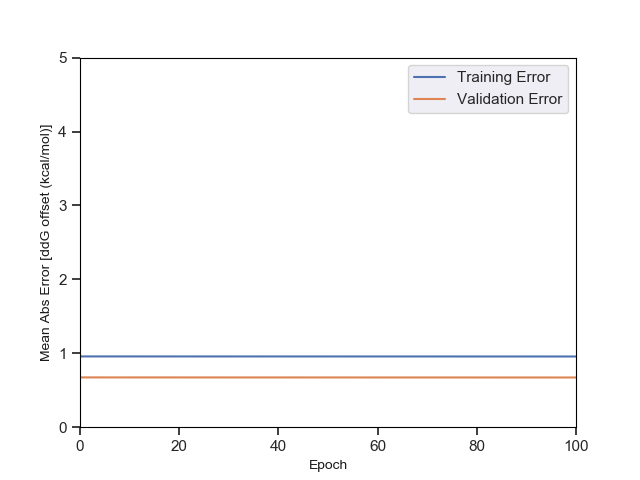 5
4
3
2
1
0
Mean Abs Error [ddG offset (kcal/mol)]
Training Error
Validation Error
0 20 40 60 80 100
Epoch